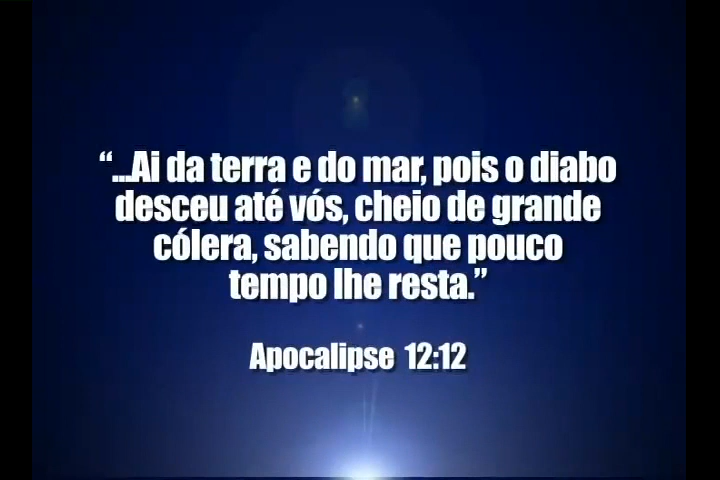 “...Ai da terra e do mar, pois o diabo
desceu até vós, cheio de grande
cólera, sabendo que pouco
tempo lhe resta.”
Apocalipse 12:12